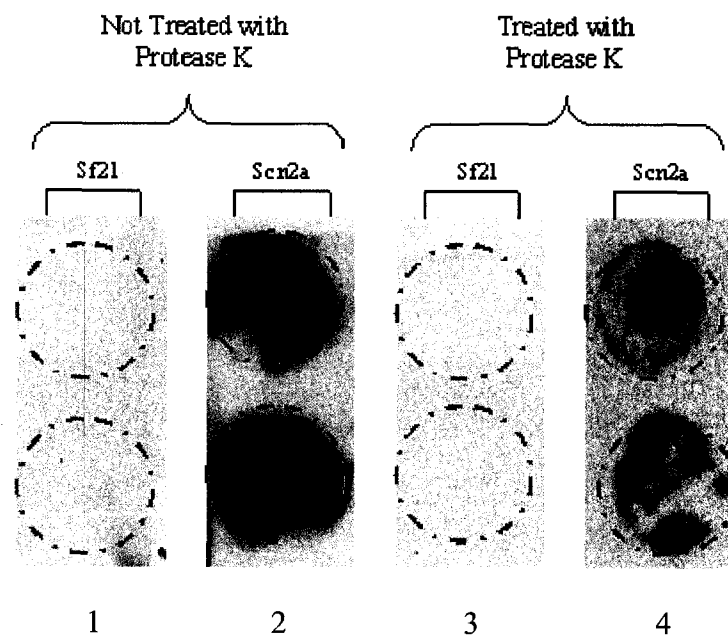 Not Treated with
Protease K
Treated with
Protease K
Sf21
Scn2a
Sf21
Scn2a
1
2
3
4